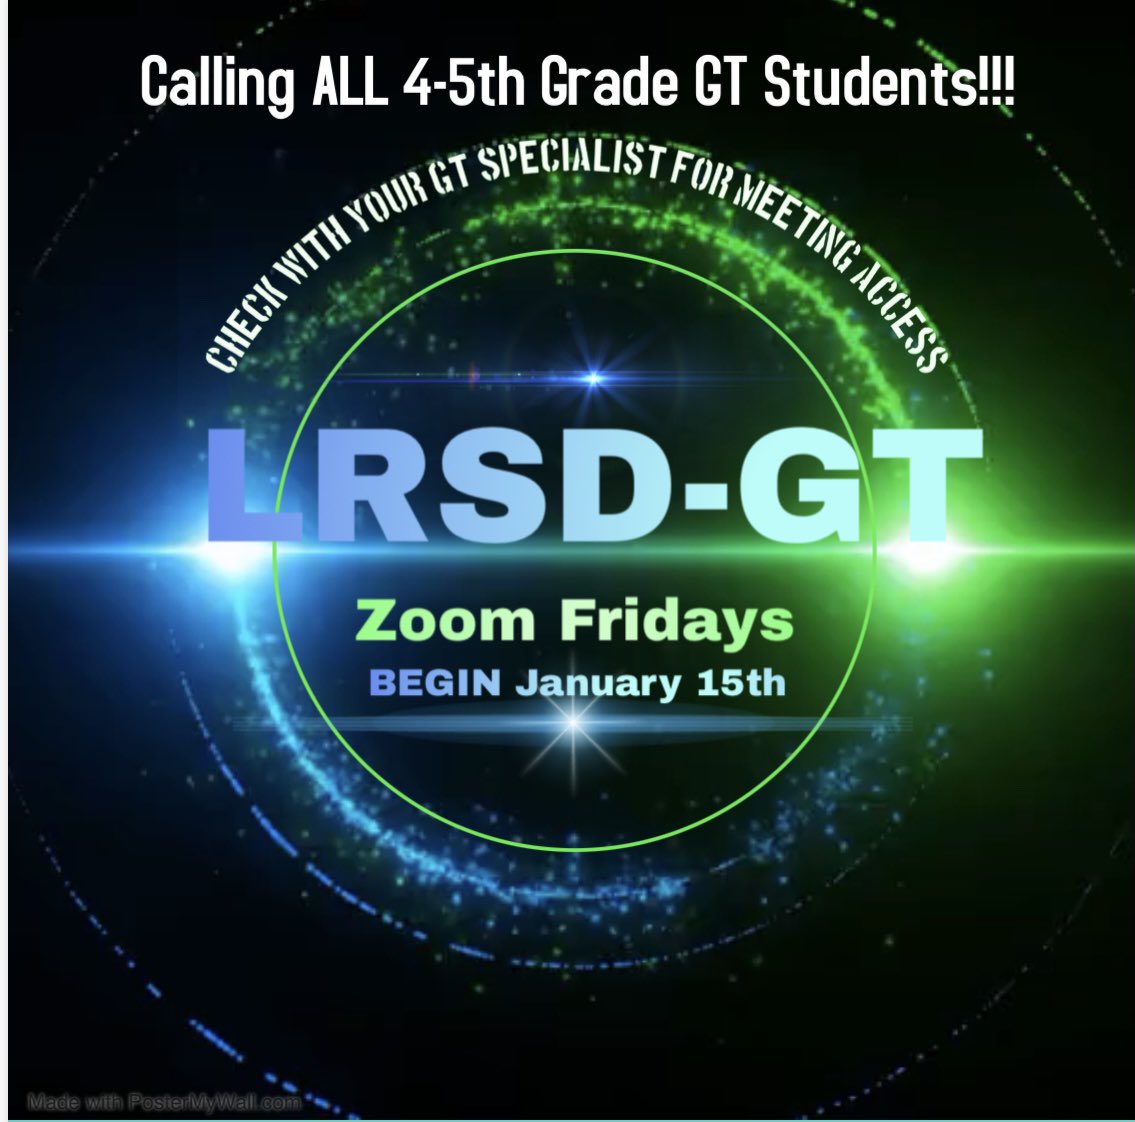 Calling ALL 4-5th Grade GT Students!!!
CHECK WITH YOUR GT SPECIALIST FOR MEETING ACCESS
LRSD-GT
Zoom Fridays
BEGIN January 15th
Made with PosterMyWall.com